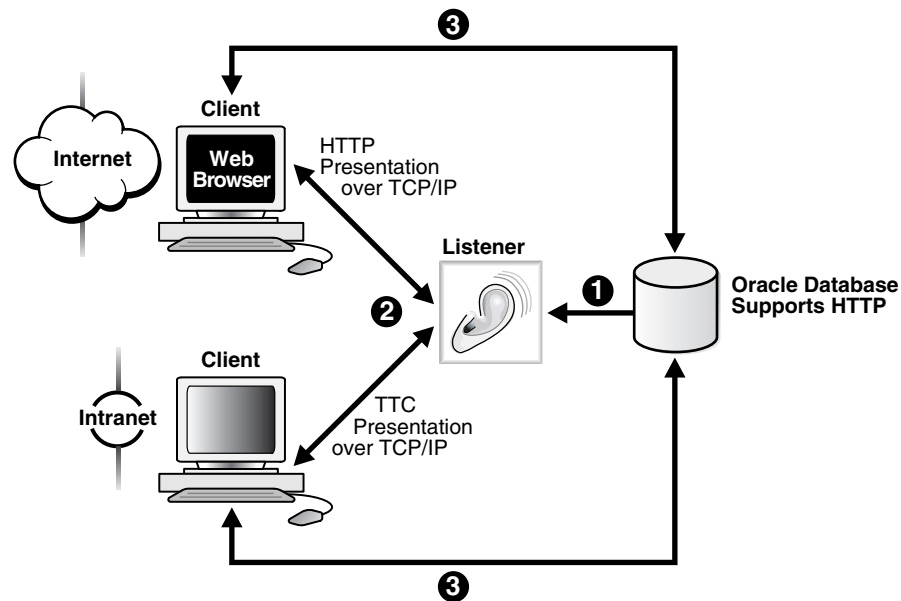 3
Client
Internet
Web
Browser
HTTP
Presentation
over TCP/IP
Listener
1
Oracle Database
Supports HTTP
2
Client
Intranet
TTC
Presentation
over TCP/IP
3